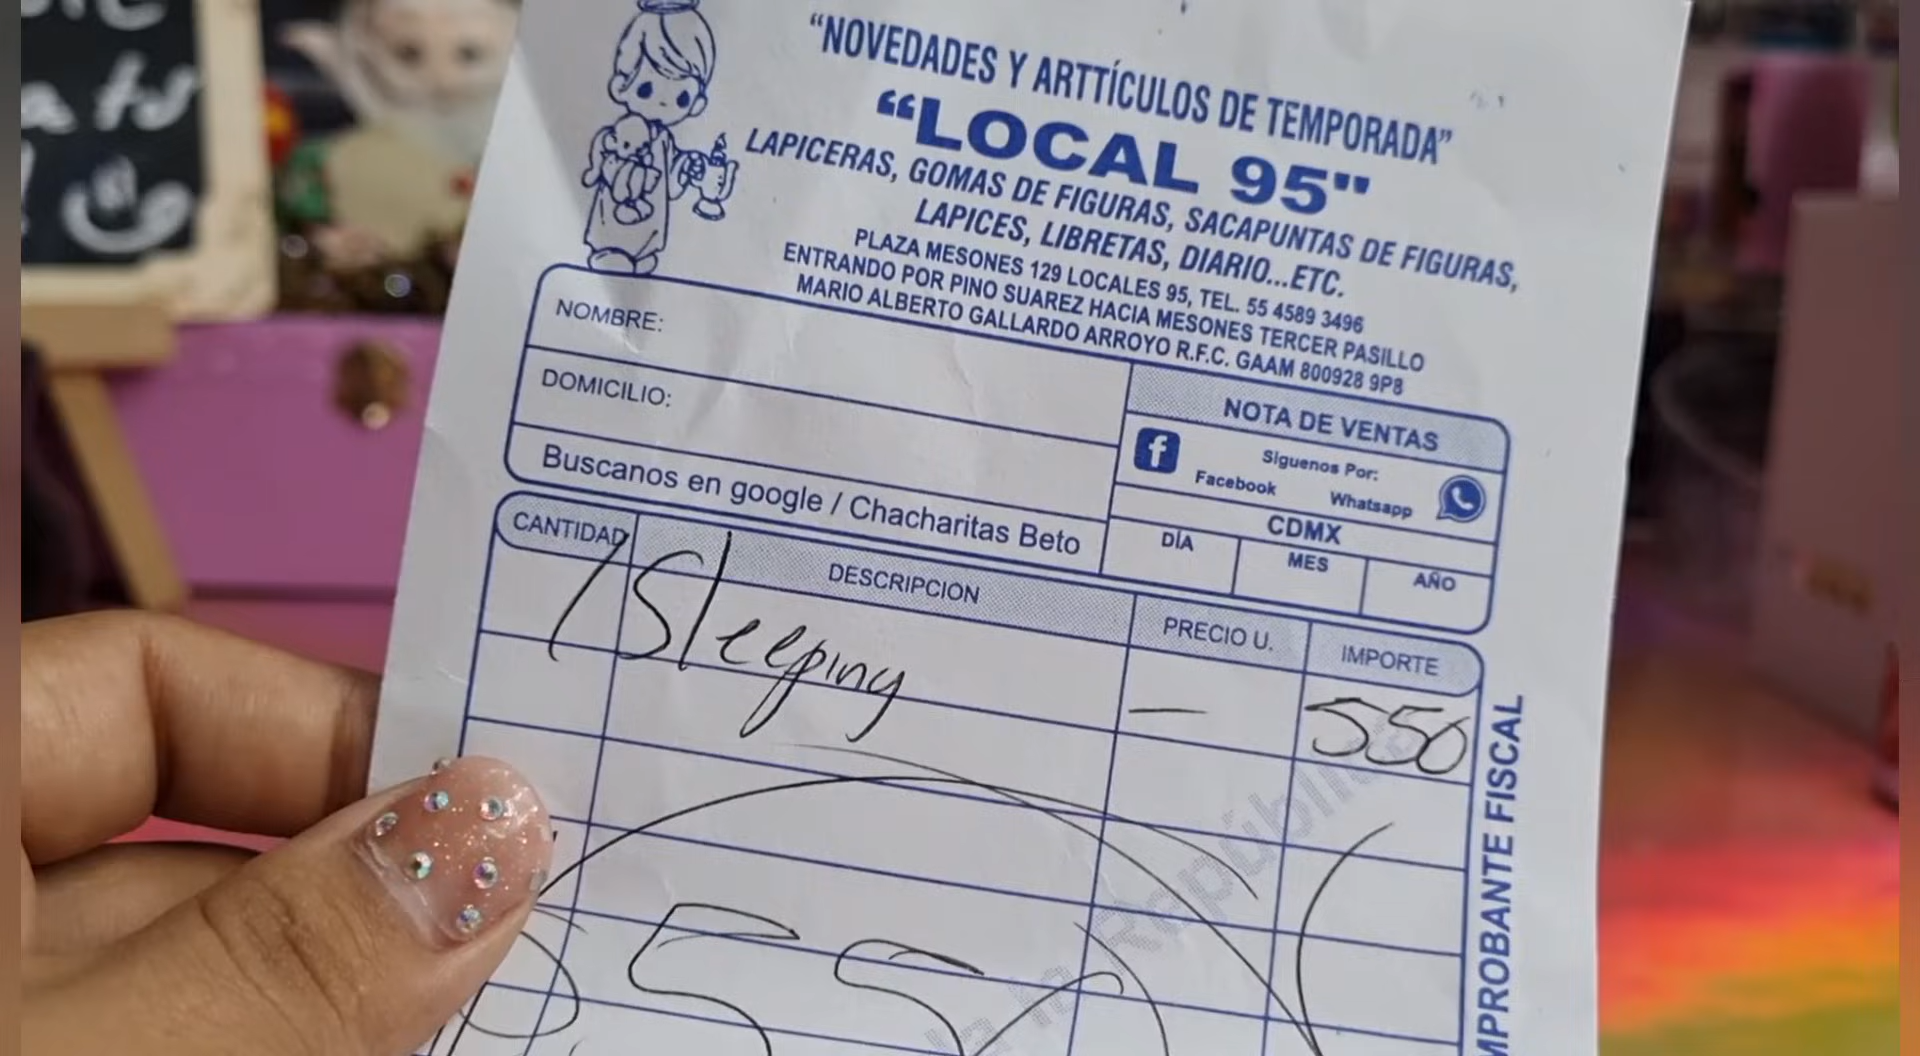 "NOVEDADES Y ARTTÍCULOS DE TEMPORADA"
"LOCAL 95"
LAPICERAS, GOMAS DE FIGURAS, SACAPUNTAS DE FIGURAS,
LAPICES, LIBRETAS, DIARIO...ETC.
PLAZA MESONES 129 LOCALES 95, TEL. 55 4589 3496
ENTRANDO POR PINO SUAREZ HACIA MESONES TERCER PASILLO
MARIO ALBERTO GALLARDO ARROYO R.F.C. GAAM 800928 9P8
NOMBRE:
DOMICILIO:
Buscanos en google / Chacharitas Beto
NOTA DE VENTAS
Siguenos Por:
Facebook Whatsapp
CDMX
DÍA MES AÑO
CANTIDAD DESCRIPCION PRECIO U. IMPORTE
1 Sleeping — 550
55
la República
MPROBANTE FISCAL